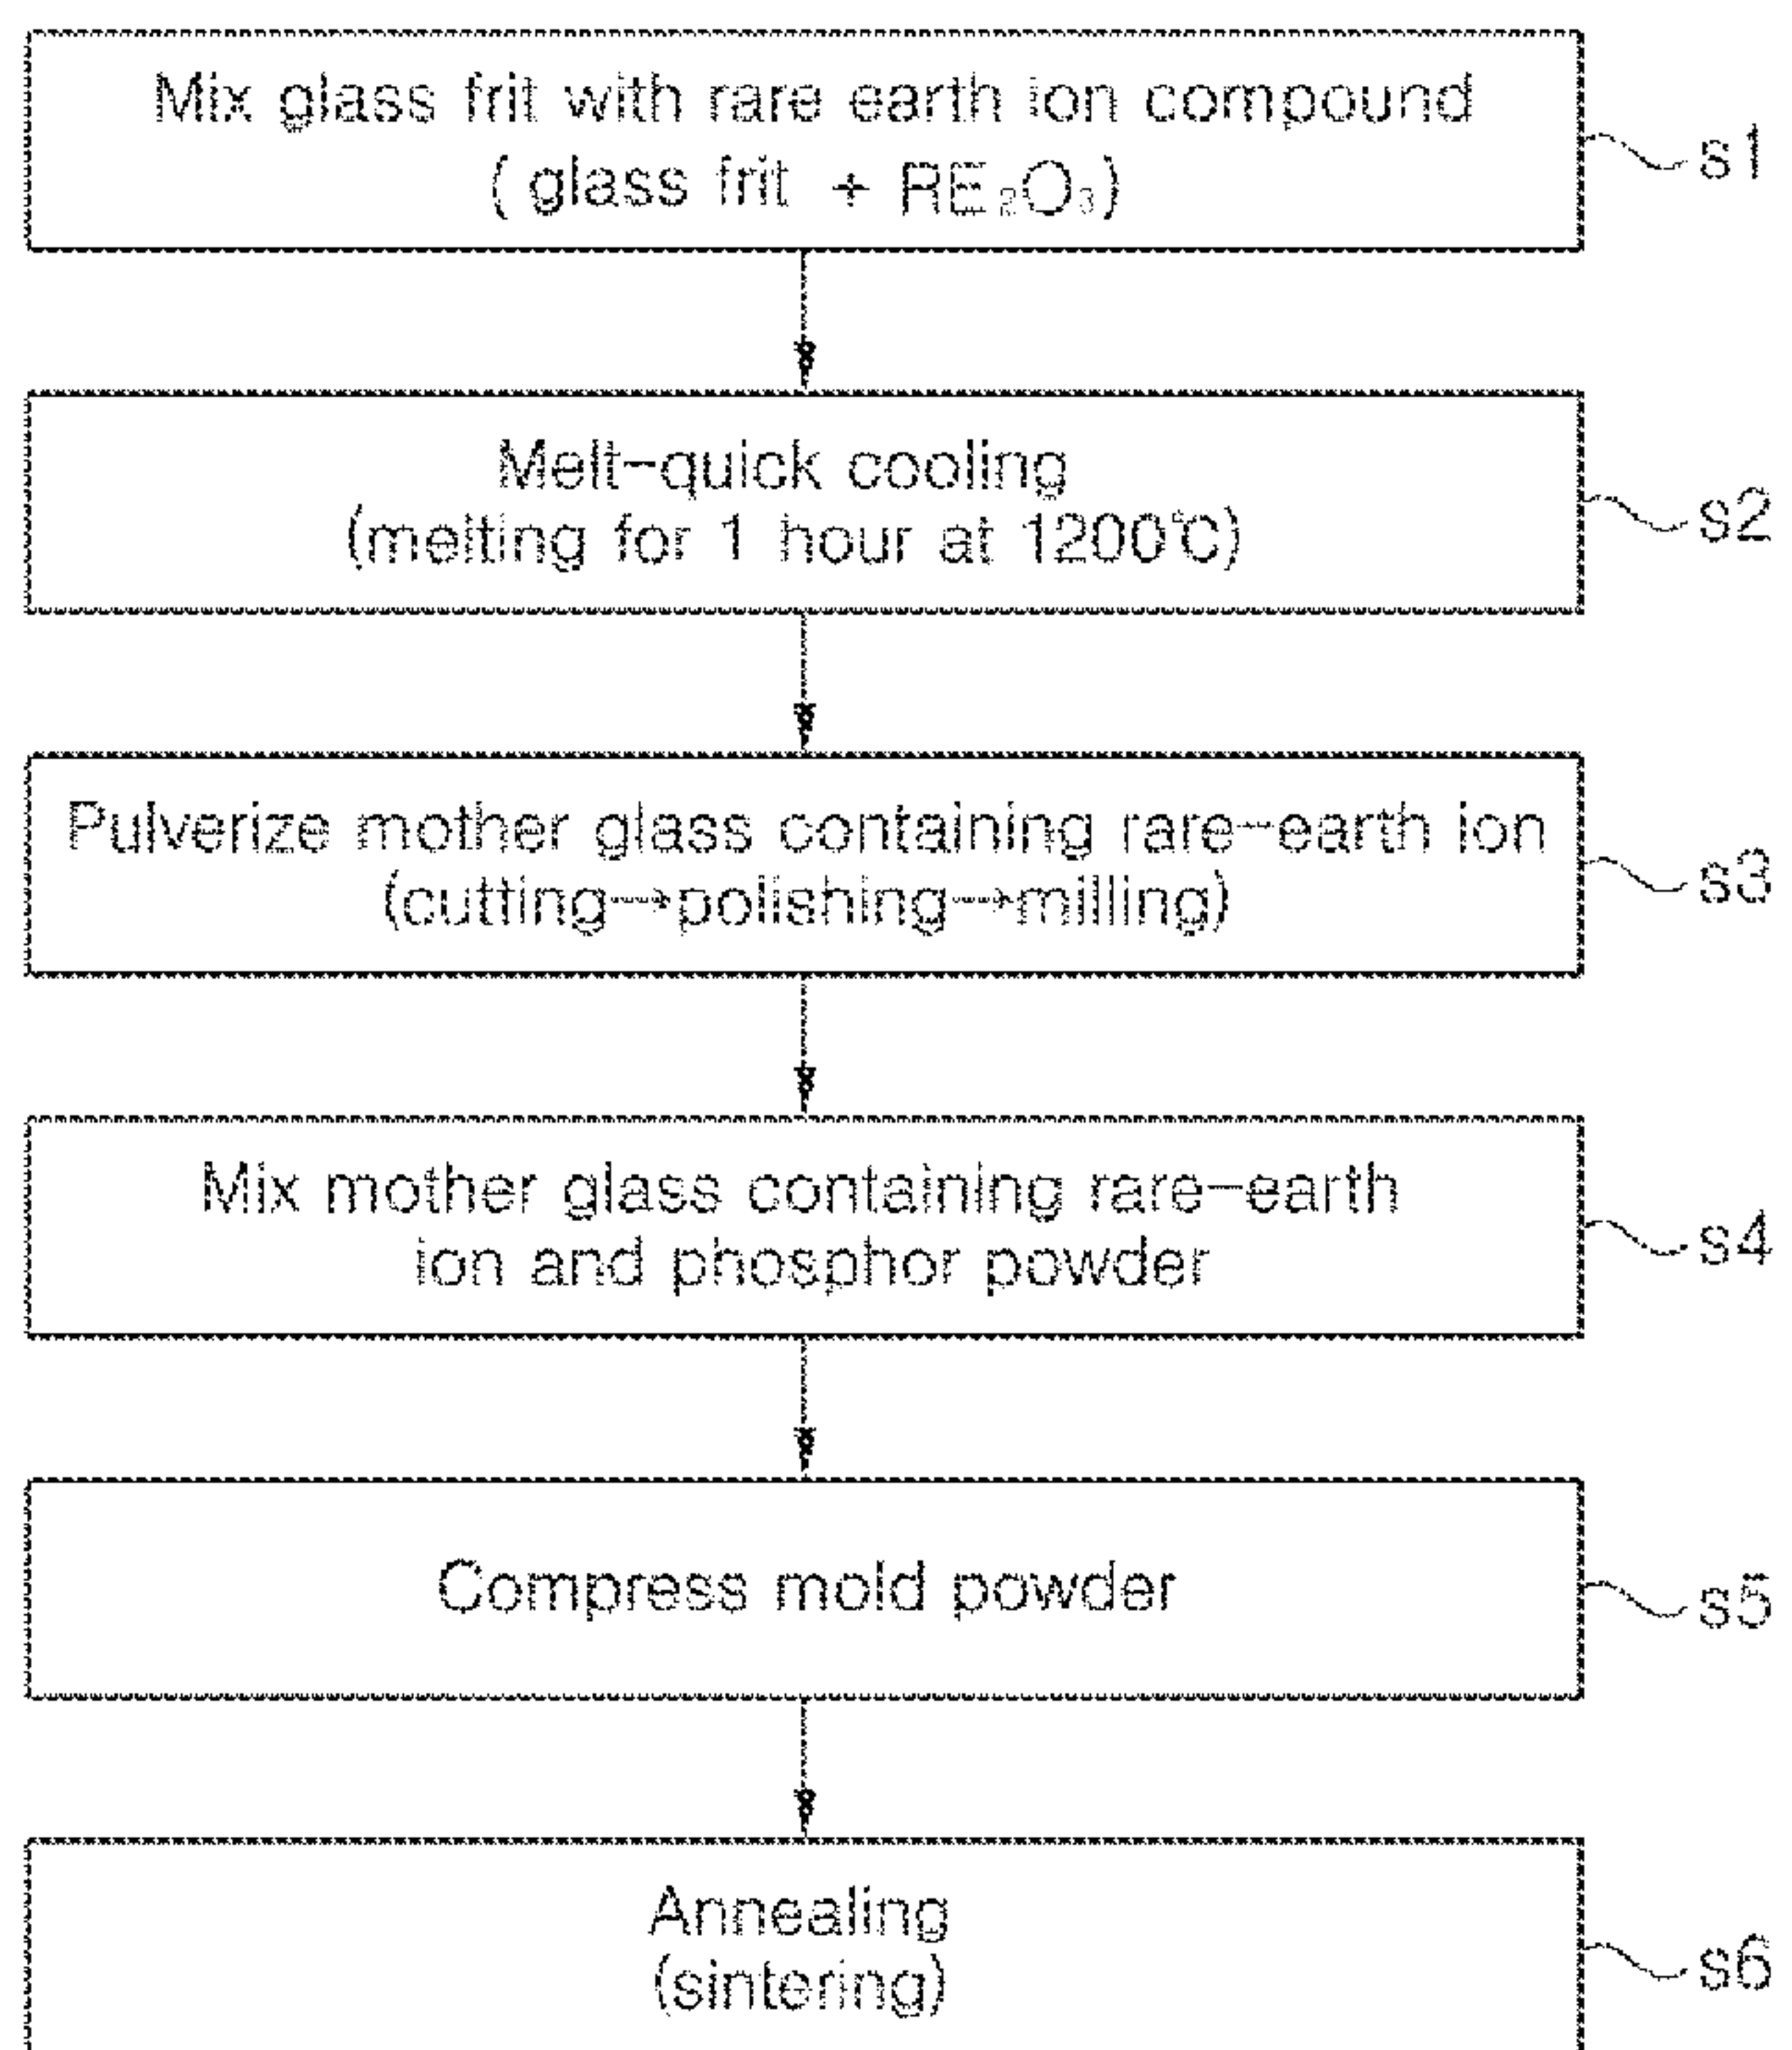 Mix glass frit with rare earth ion compound
( glass frit + RE₂O₃)
s1
Melt-quick cooling
(melting for 1 hour at 1200℃)
s2
Pulverize mother glass containing rare-earth ion
(cutting→polishing→milling)
s3
Mix mother glass containing rare-earth
ion and phosphor powder
s4
Compress mold powder
s5
Annealing
(sintering)
s6